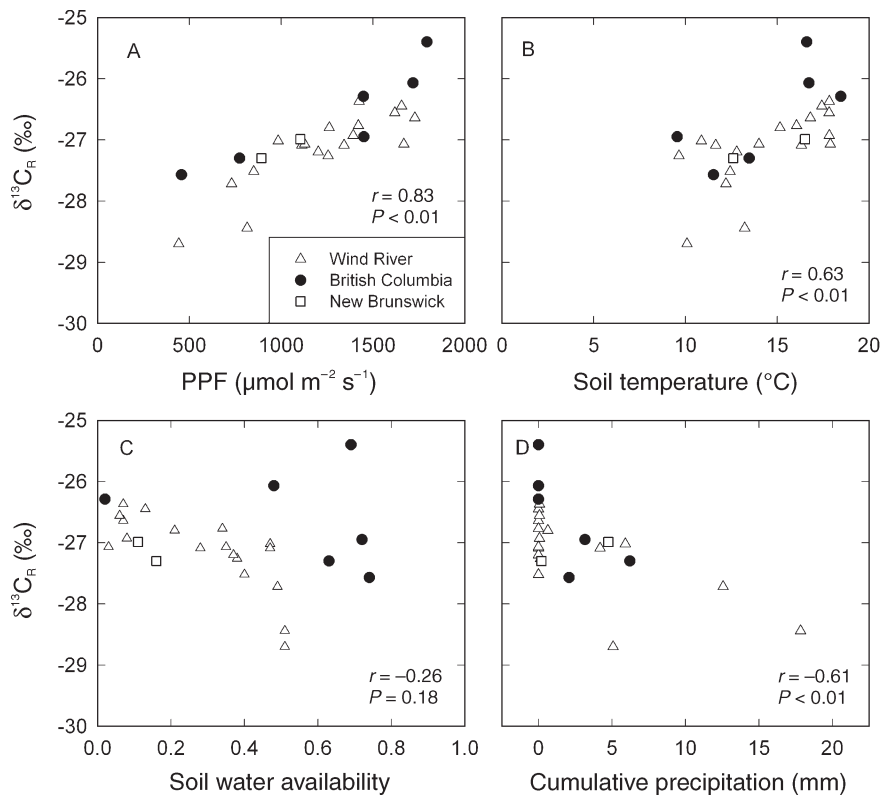 A
-25
-26
-27
-28
-29
-30
δ¹³C_R (‰)
r = 0.83
P < 0.01
Wind River
British Columbia
New Brunswick
0 500 1000 1500 2000
PPF (μmol m⁻² s⁻¹)
B
r = 0.63
P < 0.01
0 5 10 15 20
Soil temperature (°C)
C
-25
-26
-27
-28
-29
-30
δ¹³C_R (‰)
r = –0.26
P = 0.18
0.0 0.2 0.4 0.6 0.8 1.0
Soil water availability
D
r = –0.61
P < 0.01
0 5 10 15 20
Cumulative precipitation (mm)